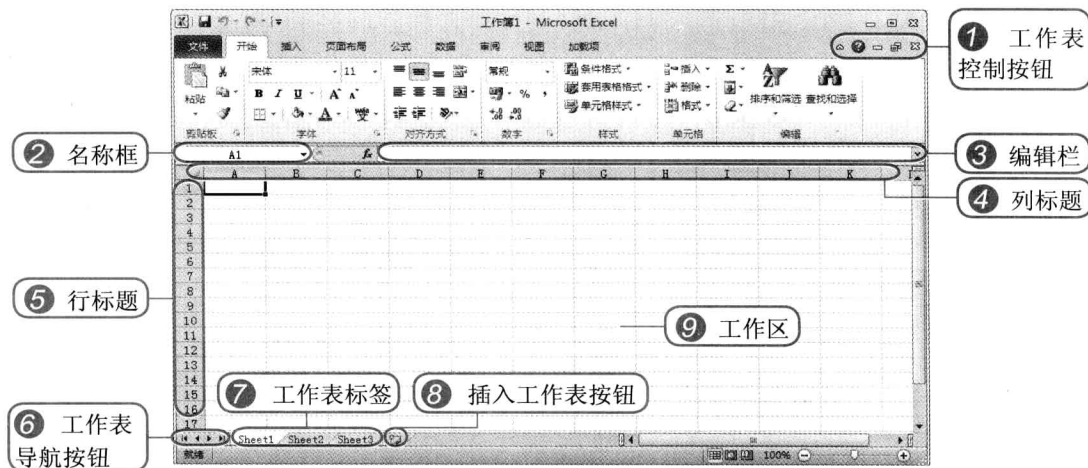 工作簿1 - Microsoft Excel
文件 开始 插入 页面布局 公式 数据 审阅 视图 加载项
❶ 工作表
控制按钮
宋体 11 常规 条件格式 插入 Σ
粘贴 B I U A A % , 套用表格格式 删除 排序和筛选 查找和选择
A 单元格样式 格式
剪贴板 字体 对齐方式 数字 样式 单元格 编辑
❷ 名称框
A1 fx
❸ 编辑栏
A B C D E F G H I J K
❹ 列标题
1
2
3
4
5
6
7
8
9
10
11
12
13
14
15
16
17
❺ 行标题
❾ 工作区
❼ 工作表标签
❽ 插入工作表按钮
❻ 工作表
导航按钮
Sheet1 Sheet2 Sheet3
就绪 100%